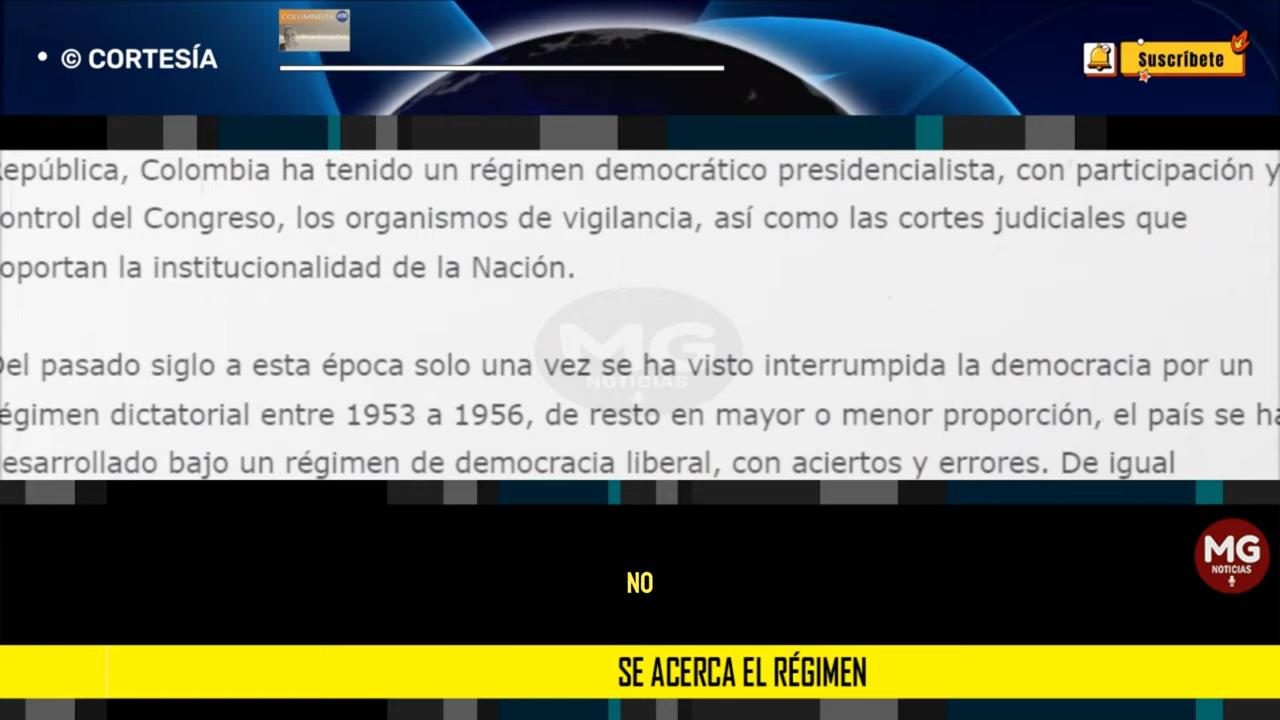 COLUMNISTA
• © CORTESÍA
Suscríbete
epública, Colombia ha tenido un régimen democrático presidencialista, con participación y
ontrol del Congreso, los organismos de vigilancia, así como las cortes judiciales que
oportan la institucionalidad de la Nación.
MG
NOTICIAS
el pasado siglo a esta época solo una vez se ha visto interrumpida la democracia por un
égimen dictatorial entre 1953 a 1956, de resto en mayor o menor proporción, el país se ha
esarrollado bajo un régimen de democracia liberal, con aciertos y errores. De igual
MG
NOTICIAS
NO
SE ACERCA EL RÉGIMEN